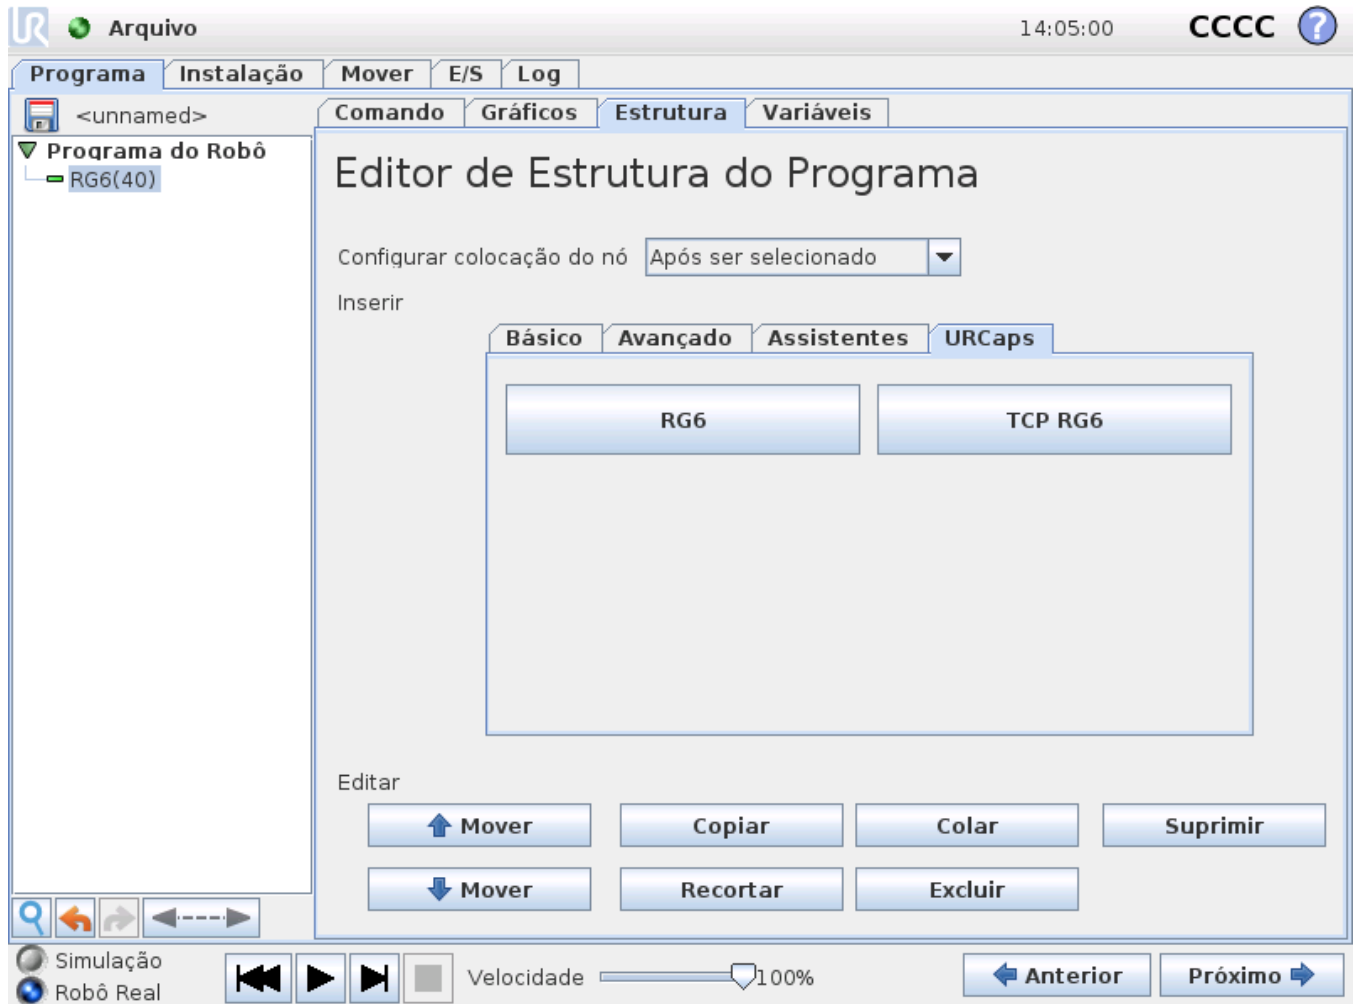 UR Arquivo 14:05:00 CCCC ?
Programa Instalação Mover E/S Log
<unnamed> Comando Gráficos Estrutura Variáveis
Programa do Robô
RG6(40)
Editor de Estrutura do Programa
Configurar colocação do nó Após ser selecionado
Inserir
Básico Avançado Assistentes URCaps
RG6 TCP RG6
Editar
Mover Copiar Colar Suprimir
Mover Recortar Excluir
Simulação
Robô Real
Velocidade 100% Anterior Próximo